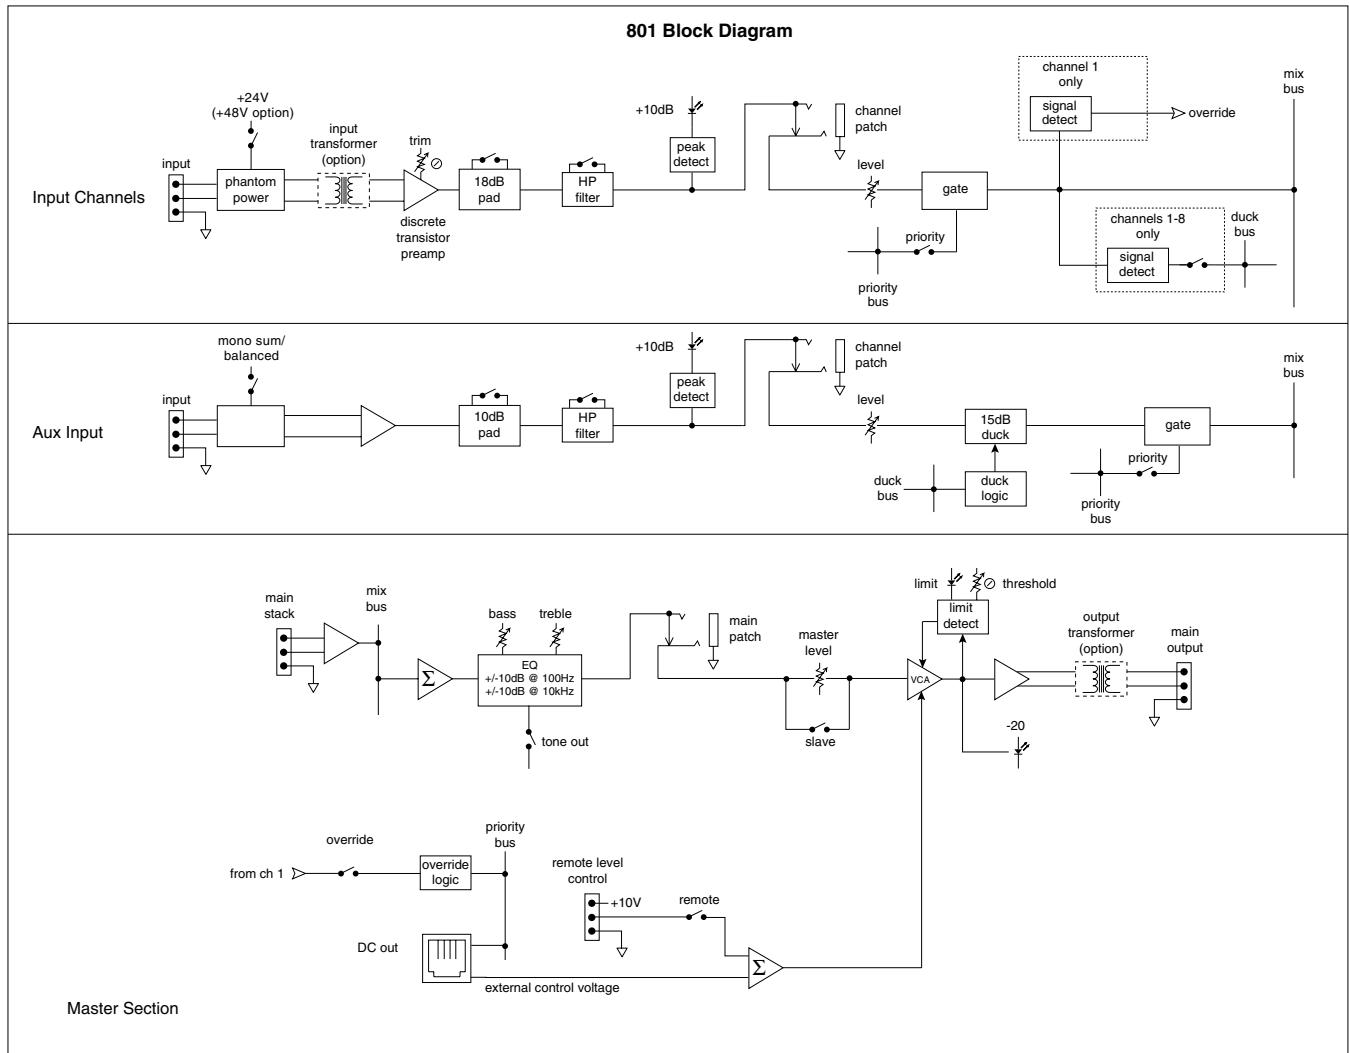 801 Block Diagram
Input Channels
input
+24V
(+48V option)
phantom
power
input
transformer
(option)
trim
discrete
transistor
preamp
18dB
pad
HP
filter
+10dB
peak
detect
channel
patch
level
gate
priority
priority
bus
channel 1
only
signal
detect
override
mix
bus
channels 1-8
only
signal
detect
duck
bus
Aux Input
input
mono sum/
balanced
10dB
pad
HP
filter
+10dB
peak
detect
channel
patch
level
15dB
duck
duck
bus
duck
logic
gate
priority
priority
bus
mix
bus
main
stack
mix
bus
Σ
bass
treble
EQ
+/-10dB @ 100Hz
+/-10dB @ 10kHz
tone out
main
patch
master
level
slave
VCA
limit
threshold
limit
detect
-20
output
transformer
(option)
main
output
from ch 1
override
override
logic
priority
bus
DC out
external control voltage
remote level
control
+10V
remote
Σ
Master Section